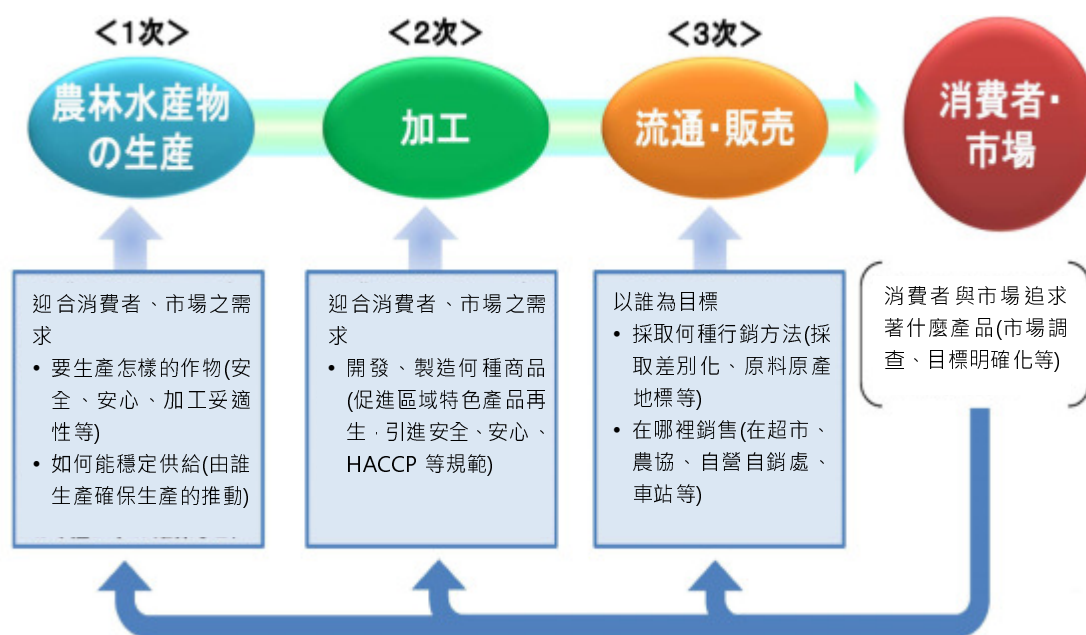 <1次>
<2次>
<3次>
農林水産物
の生産
加工
流通・販売
消費者・
市場
迎合消費者、市場之需
求
• 要生產怎樣的作物(安
全、安心、加工妥適
性等)
• 如何能穩定供給(由誰
生產確保生產的推動)
迎合消費者、市場之需
求
• 開發、製造何種商品
(促進區域特色產品再
生，引進安全、安心、
HACCP 等規範)
以誰為目標
• 採取何種行銷方法(採
取差別化、原料原產
地標等)
• 在哪裡銷售(在超市、
農協、自營自銷處、
車站等)
消費者與市場追求
著什麼產品(市場調
查、目標明確化等)